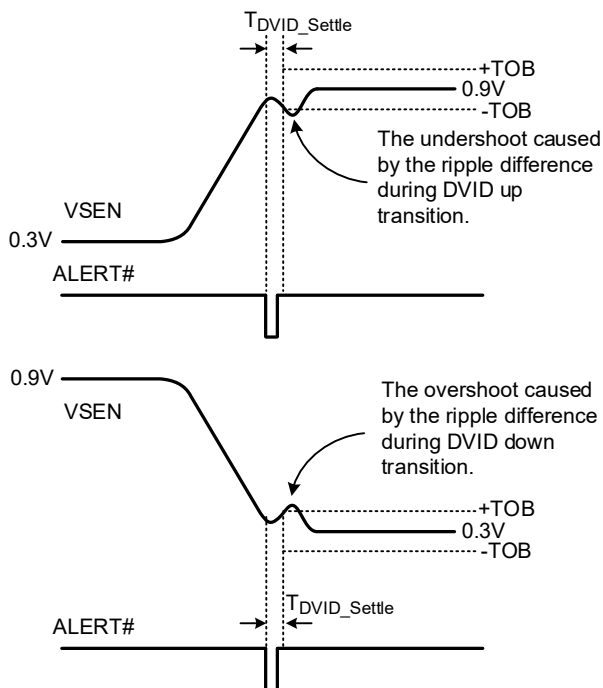 TDVID_Settle
+TOB
0.9V
-TOB
The undershoot caused
by the ripple difference
during DVID up
transition.
VSEN
0.3V
ALERT#
0.9V
VSEN
The overshoot caused
by the ripple difference
during DVID down
transition.
+TOB
0.3V
-TOB
TDVID_Settle
ALERT#